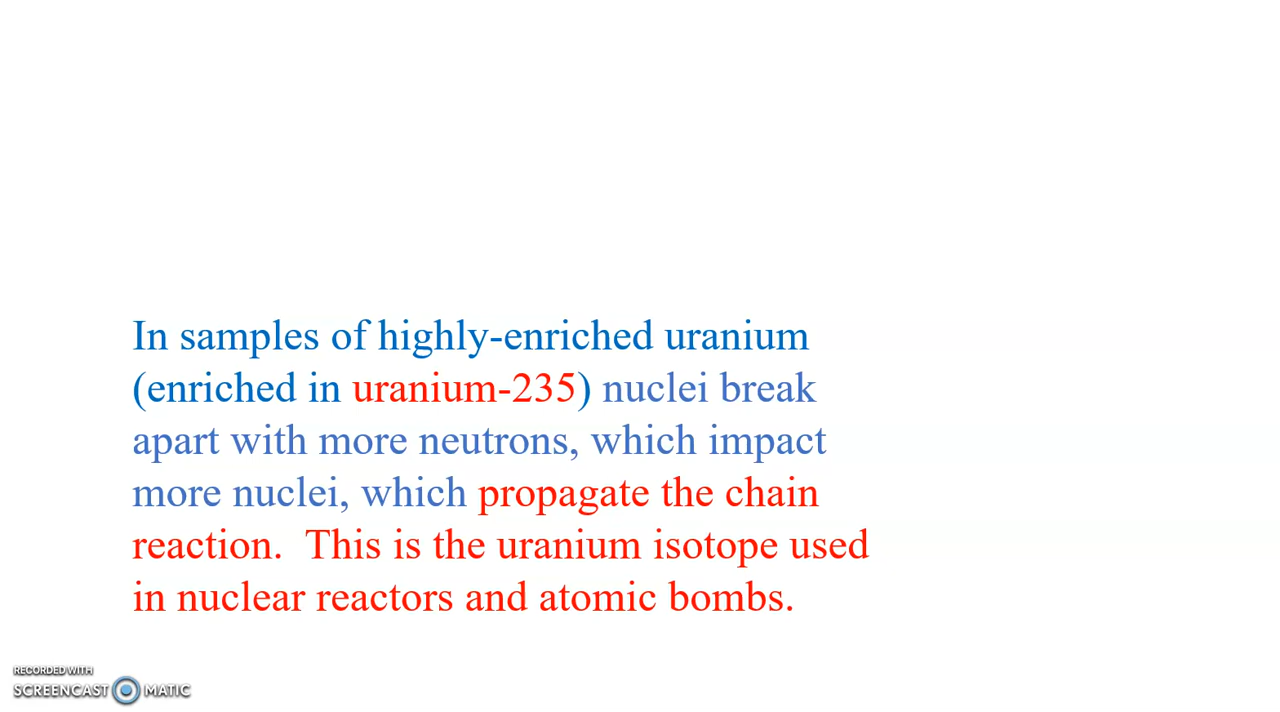 In samples of highly-enriched uranium
(enriched in uranium-235) nuclei break
apart with more neutrons, which impact
more nuclei, which propagate the chain
reaction.  This is the uranium isotope used
in nuclear reactors and atomic bombs.
RECORDED WITH
SCREENCAST MATIC